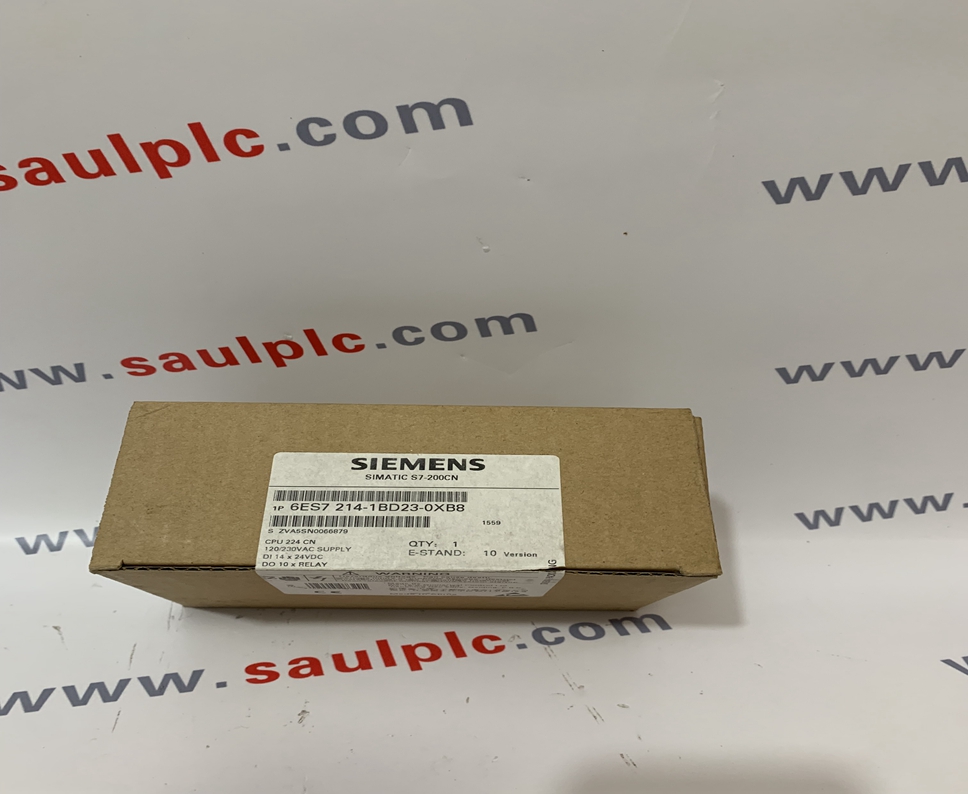 saulplc.com
www
www.saulplc.com
www
SIEMENS
SIMATIC S7-200CN
1P 6ES7 214-1BD23-0XB8
1559
S ZVA5SN0066879
CPU 224 CN
120/230VAC SUPPLY
DI 14 x 24VDC
DO 10 x RELAY
QTY: 1
E-STAND: 10 Version
WARNING
CE
www
www.saulplc.com